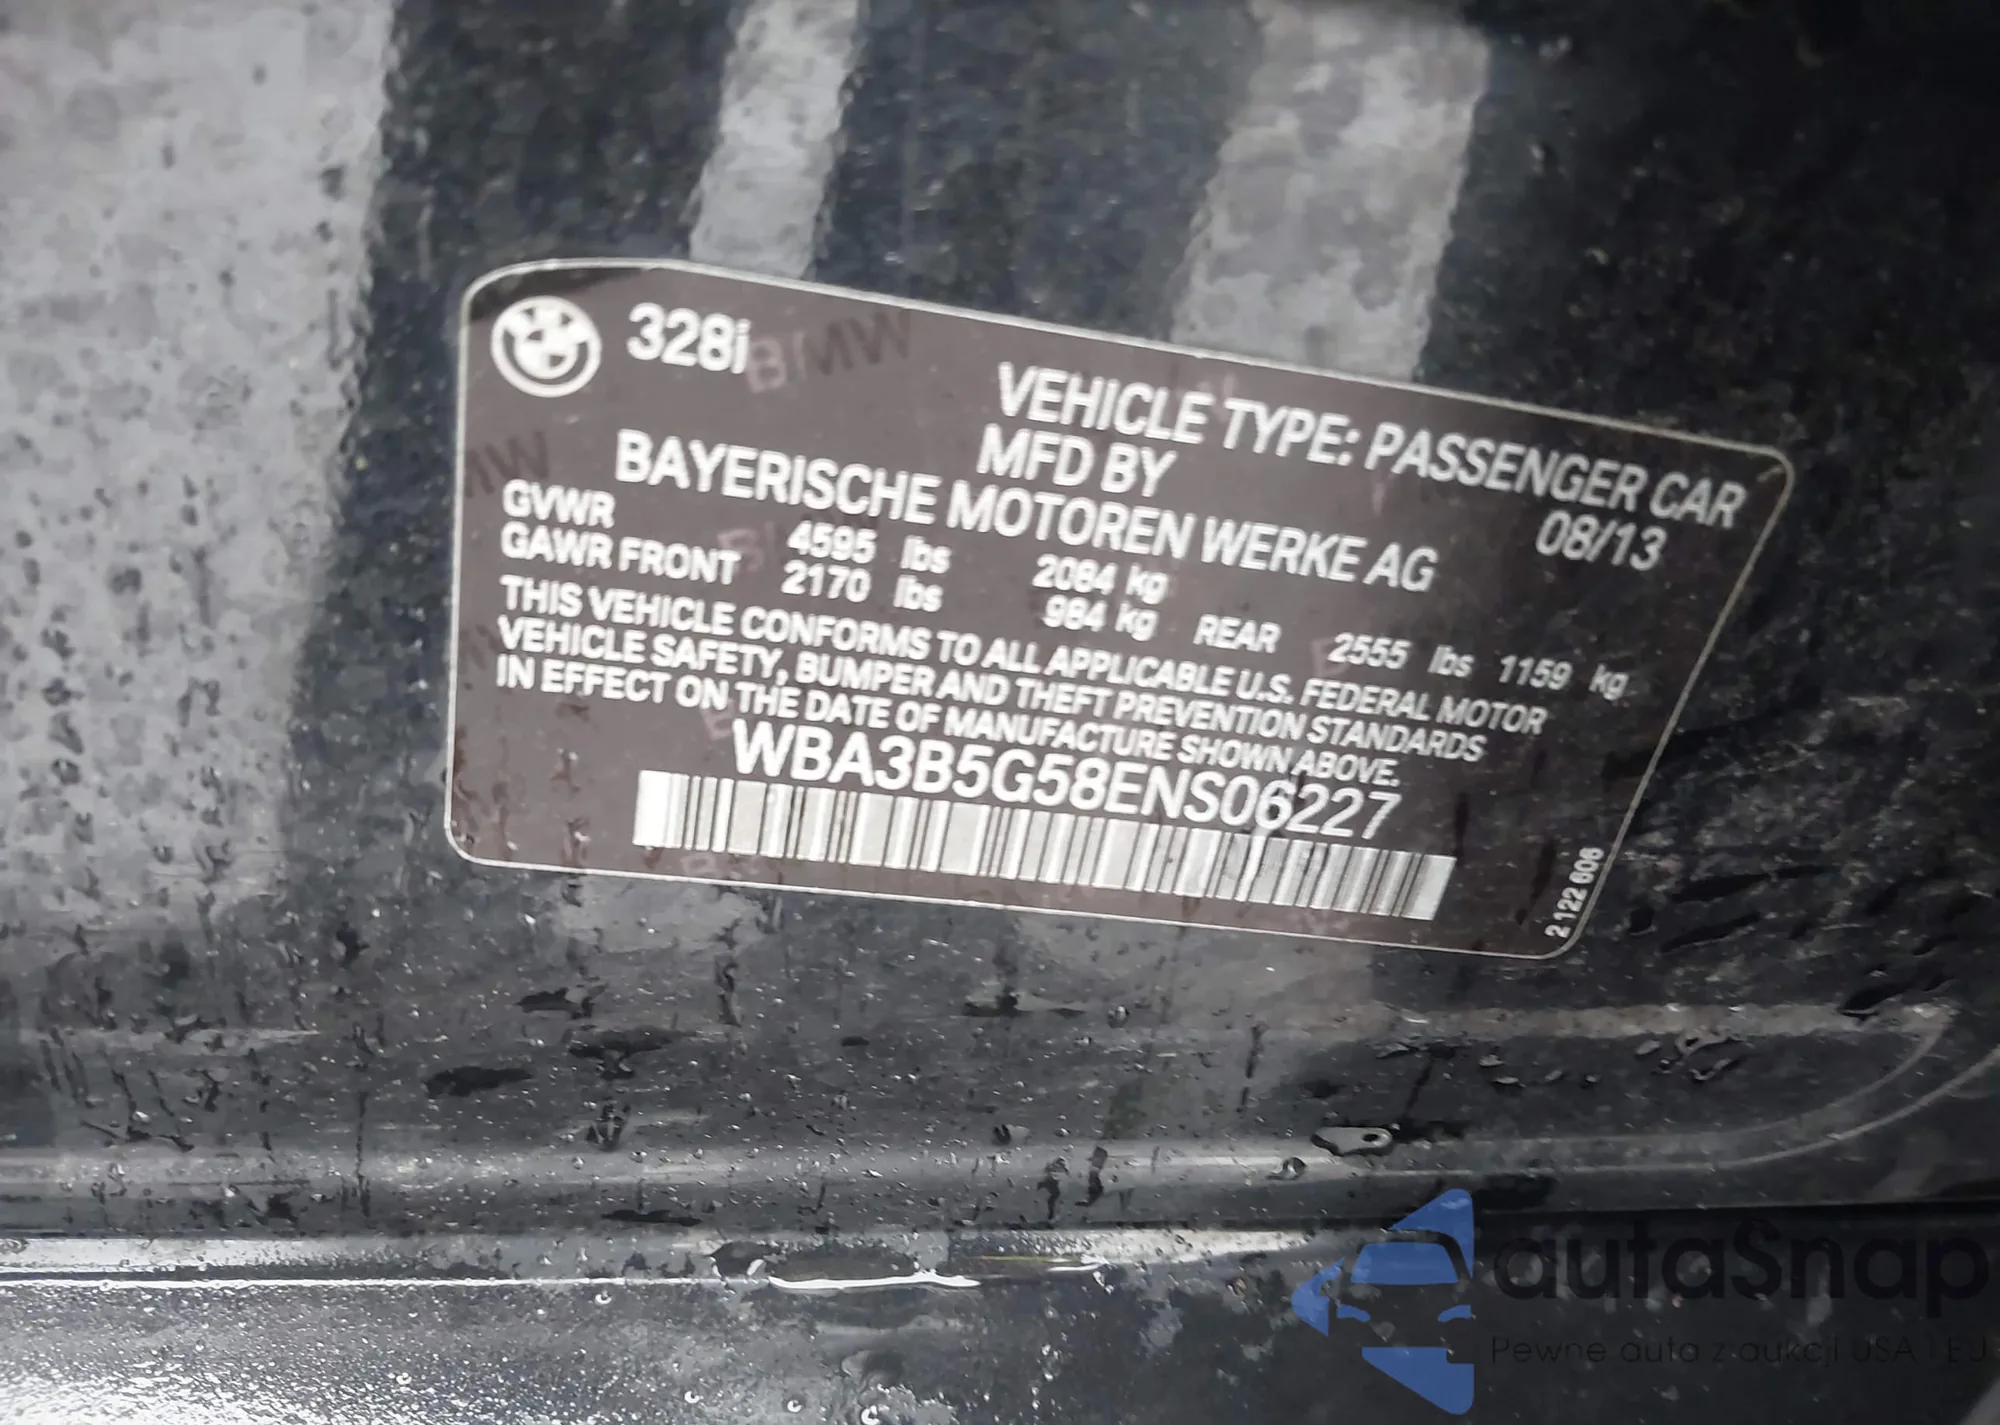 328i
VEHICLE TYPE: PASSENGER CAR
MFD BY 08/13
BAYERISCHE MOTOREN WERKE AG
GVWR 4595 lbs 2084 kg
GAWR FRONT 2170 lbs 984 kg REAR 2555 lbs 1159 kg
THIS VEHICLE CONFORMS TO ALL APPLICABLE U.S. FEDERAL MOTOR
VEHICLE SAFETY, BUMPER AND THEFT PREVENTION STANDARDS
IN EFFECT ON THE DATE OF MANUFACTURE SHOWN ABOVE.
WBA3B5G58ENS06227
2 122 606
autaSnap
Pewne auta z aukcji USA i EU